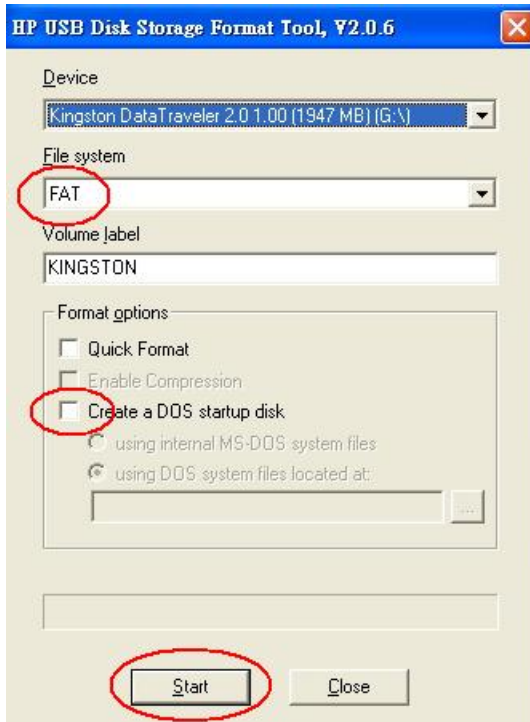 HP USB Disk Storage Format Tool, V2.0.6
Device
Kingston DataTraveler 2.0 1.00 (1947 MB) (G:\)
File system
FAT
Volume label
KINGSTON
Format options
Quick Format
Enable Compression
Create a DOS startup disk
using internal MS-DOS system files
using DOS system files located at:
...
Start
Close